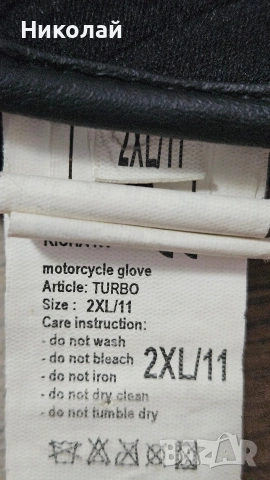 Николай
2XL/11
motorcycle glove
Article: TURBO
Size : 2XL/11
Care instruction:
- do not wash
- do not bleach
- do not iron
- do not dry clean
- do not tumble dry
2XL/11
BAZAR